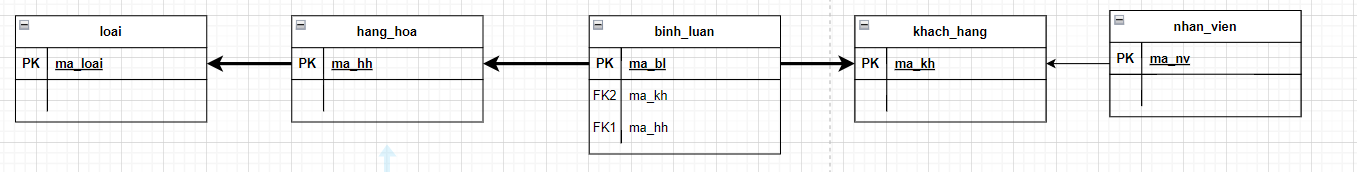 loai
PK ma_loai
hang_hoa
PK ma_hh
binh_luan
PK ma_bl
FK2 ma_kh
FK1 ma_hh
khach_hang
PK ma_kh
nhan_vien
PK ma_nv